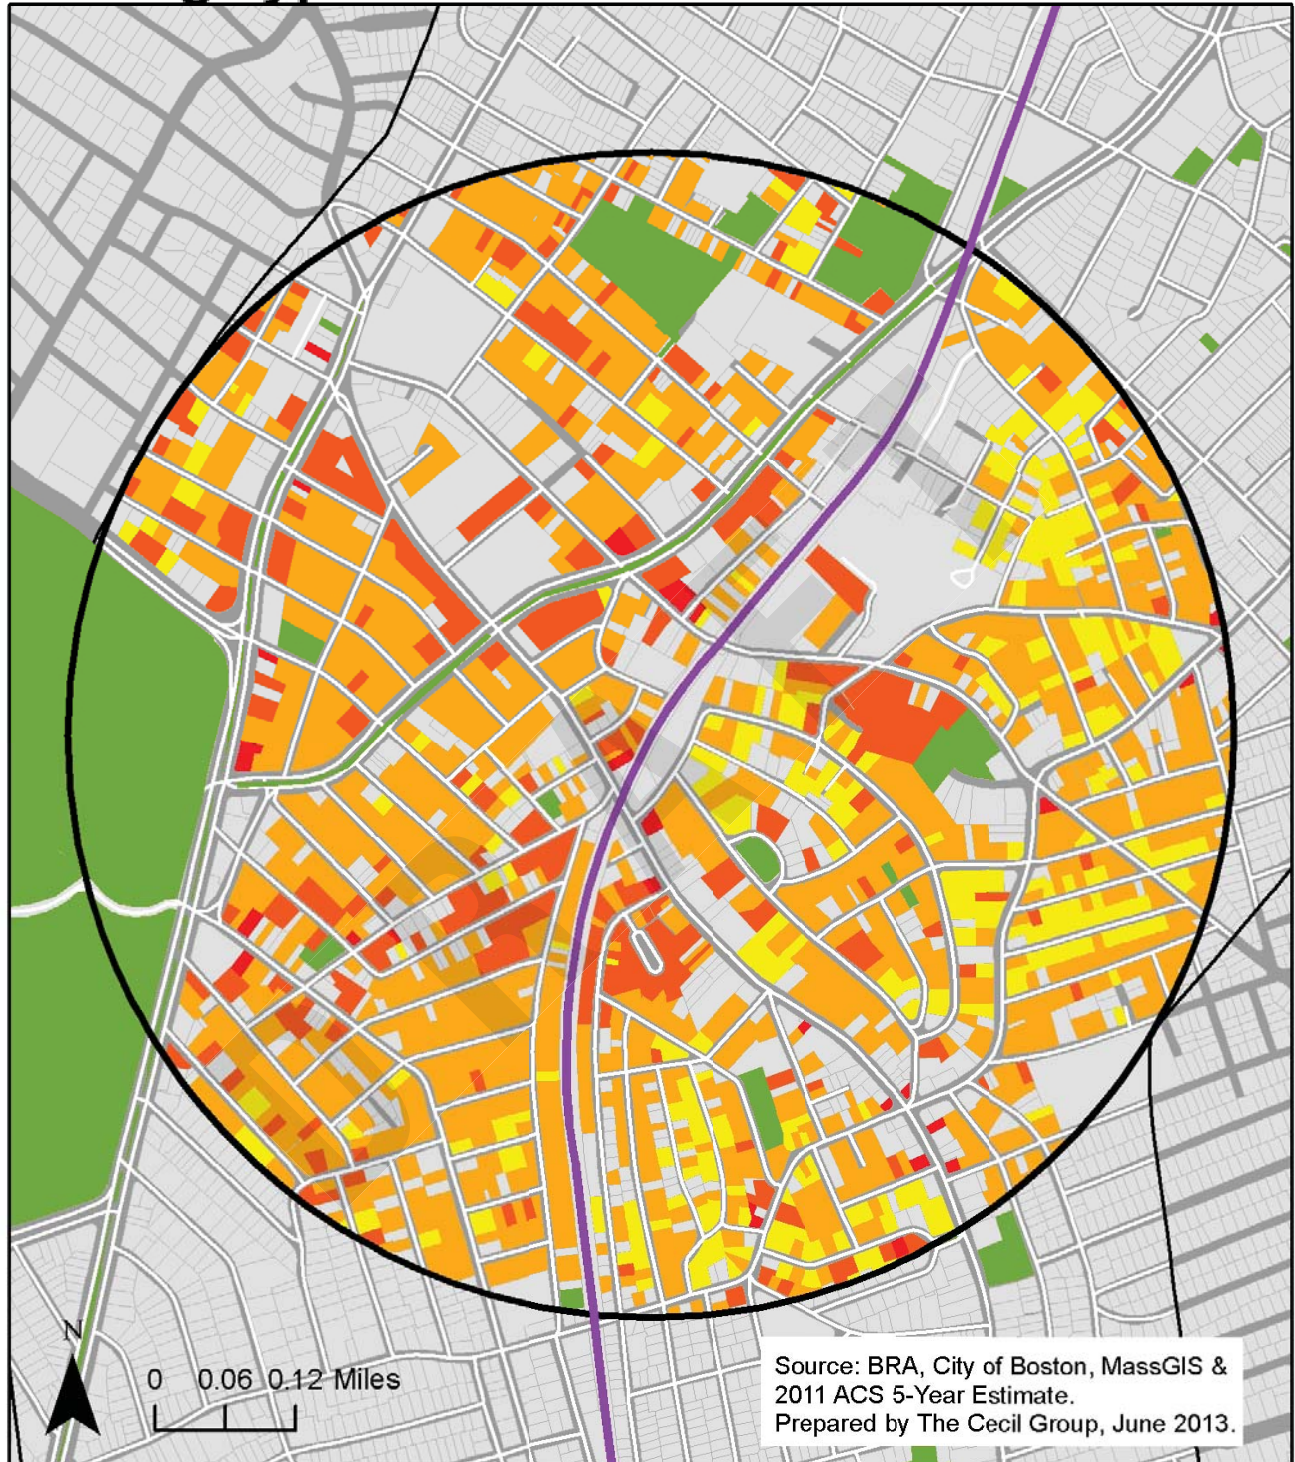 N
0 0.06 0.12 Miles
Source: BRA, City of Boston, MassGIS &
2011 ACS 5-Year Estimate.
Prepared by The Cecil Group, June 2013.